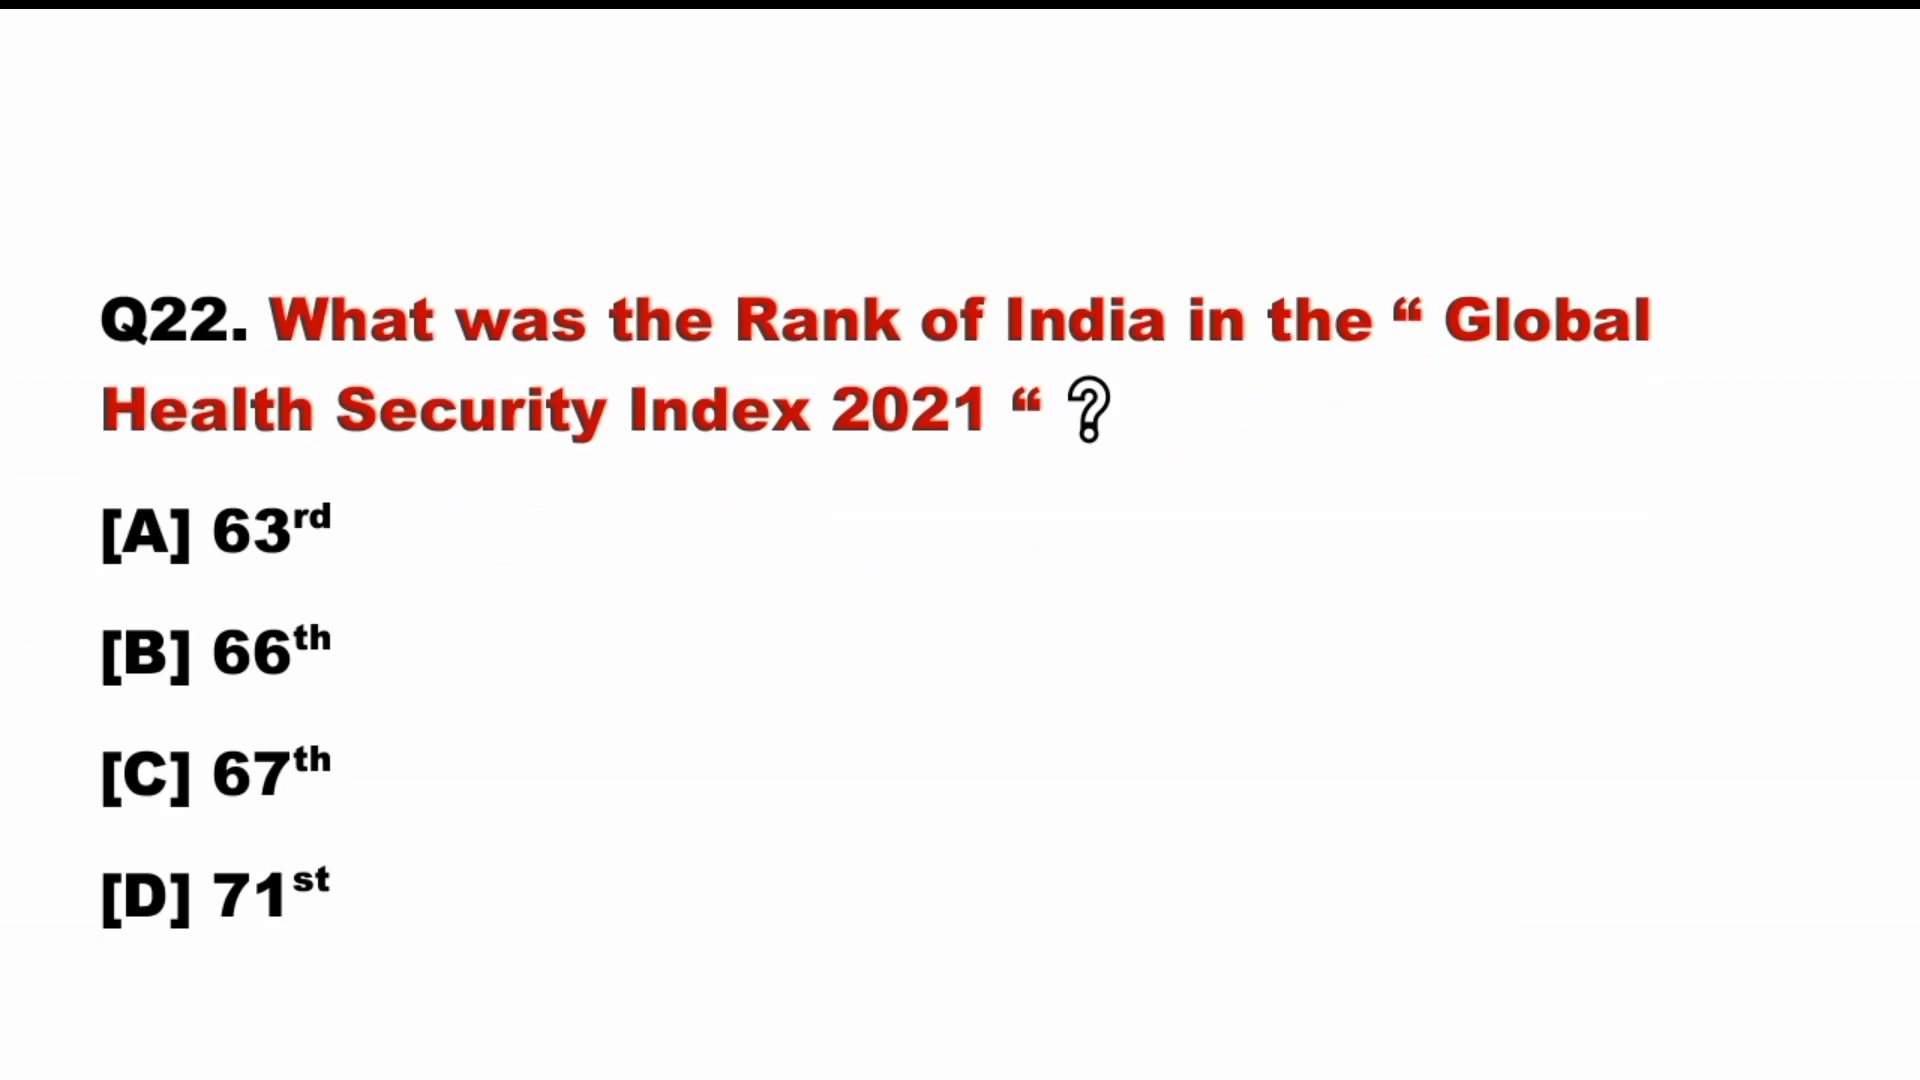 Q22. What was the Rank of India in the “ Global
Health Security Index 2021 “ ?
[A] 63rd
[B] 66th
[C] 67th
[D] 71st